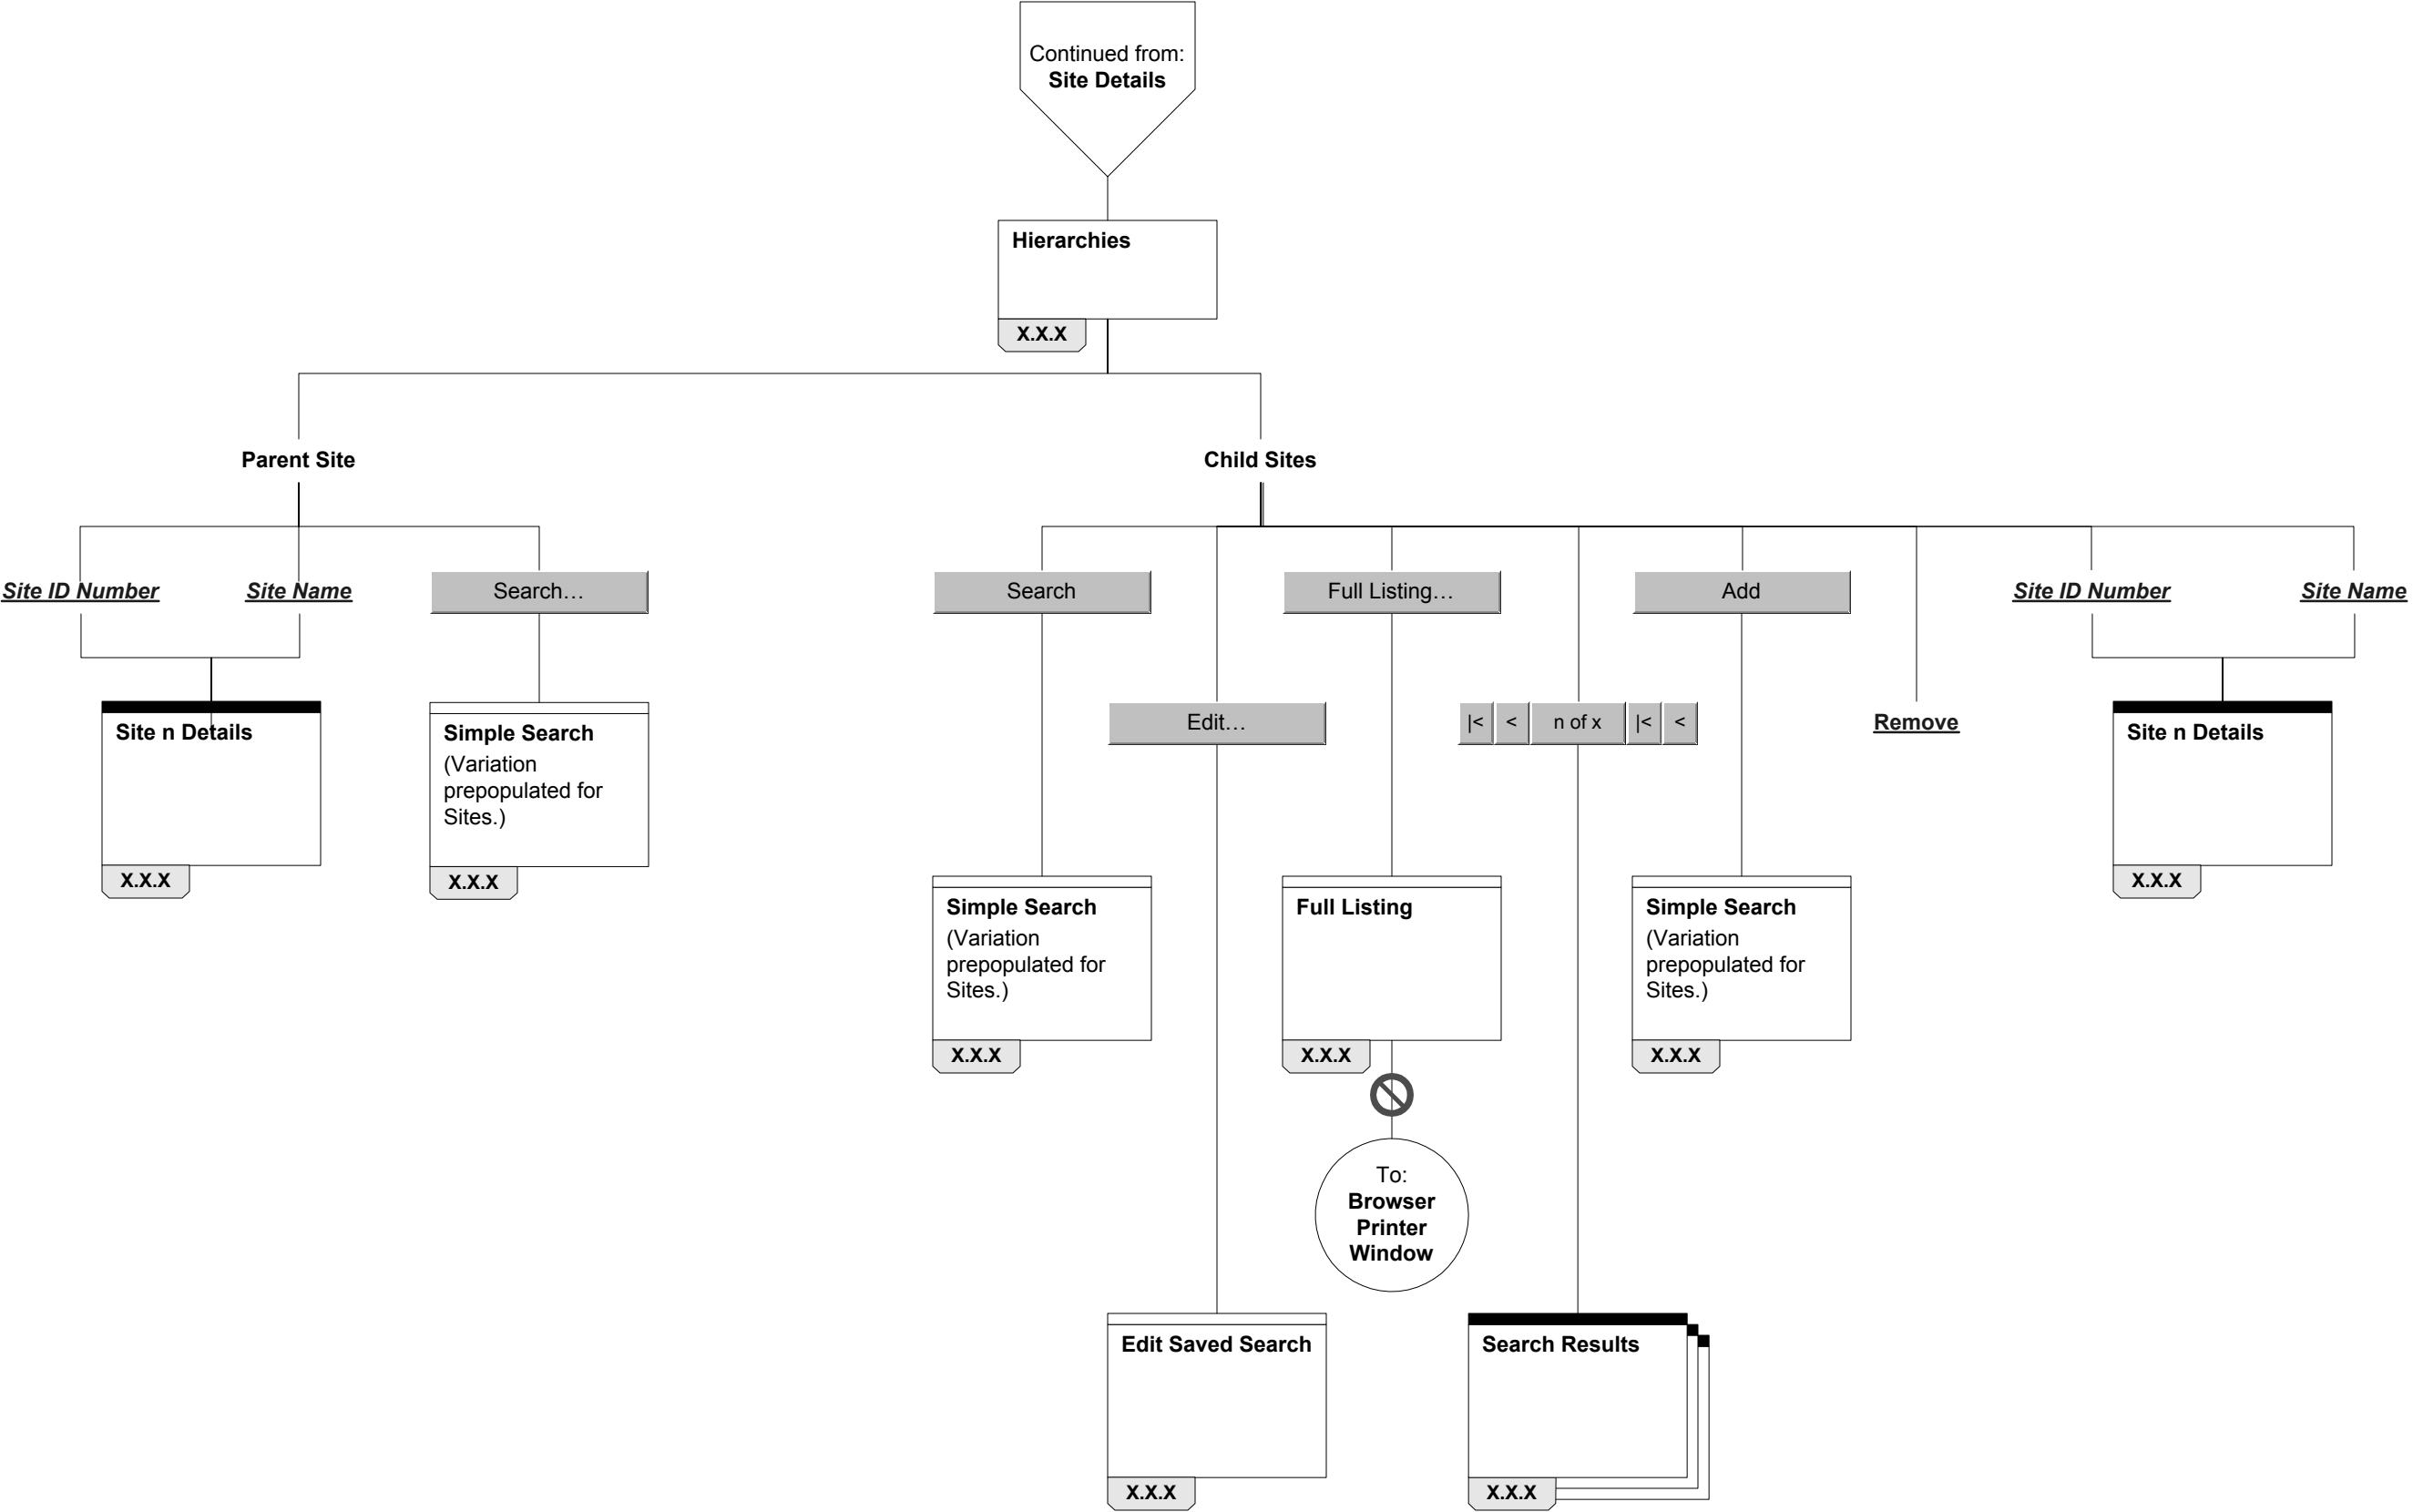 Continued from:
Site Details
Hierarchies
X.X.X
Parent Site
Child Sites
Site ID Number
Site Name
Search…
Search
Full Listing…
Add
Site ID Number
Site Name
Edit…
|<
<
n of x
|<
<
Remove
Site n Details
X.X.X
Simple Search
(Variation
prepopulated for
Sites.)
X.X.X
Site n Details
X.X.X
Simple Search
(Variation
prepopulated for
Sites.)
X.X.X
Full Listing
X.X.X
Simple Search
(Variation
prepopulated for
Sites.)
X.X.X
To:
Browser
Printer
Window
Edit Saved Search
X.X.X
Search Results
X.X.X